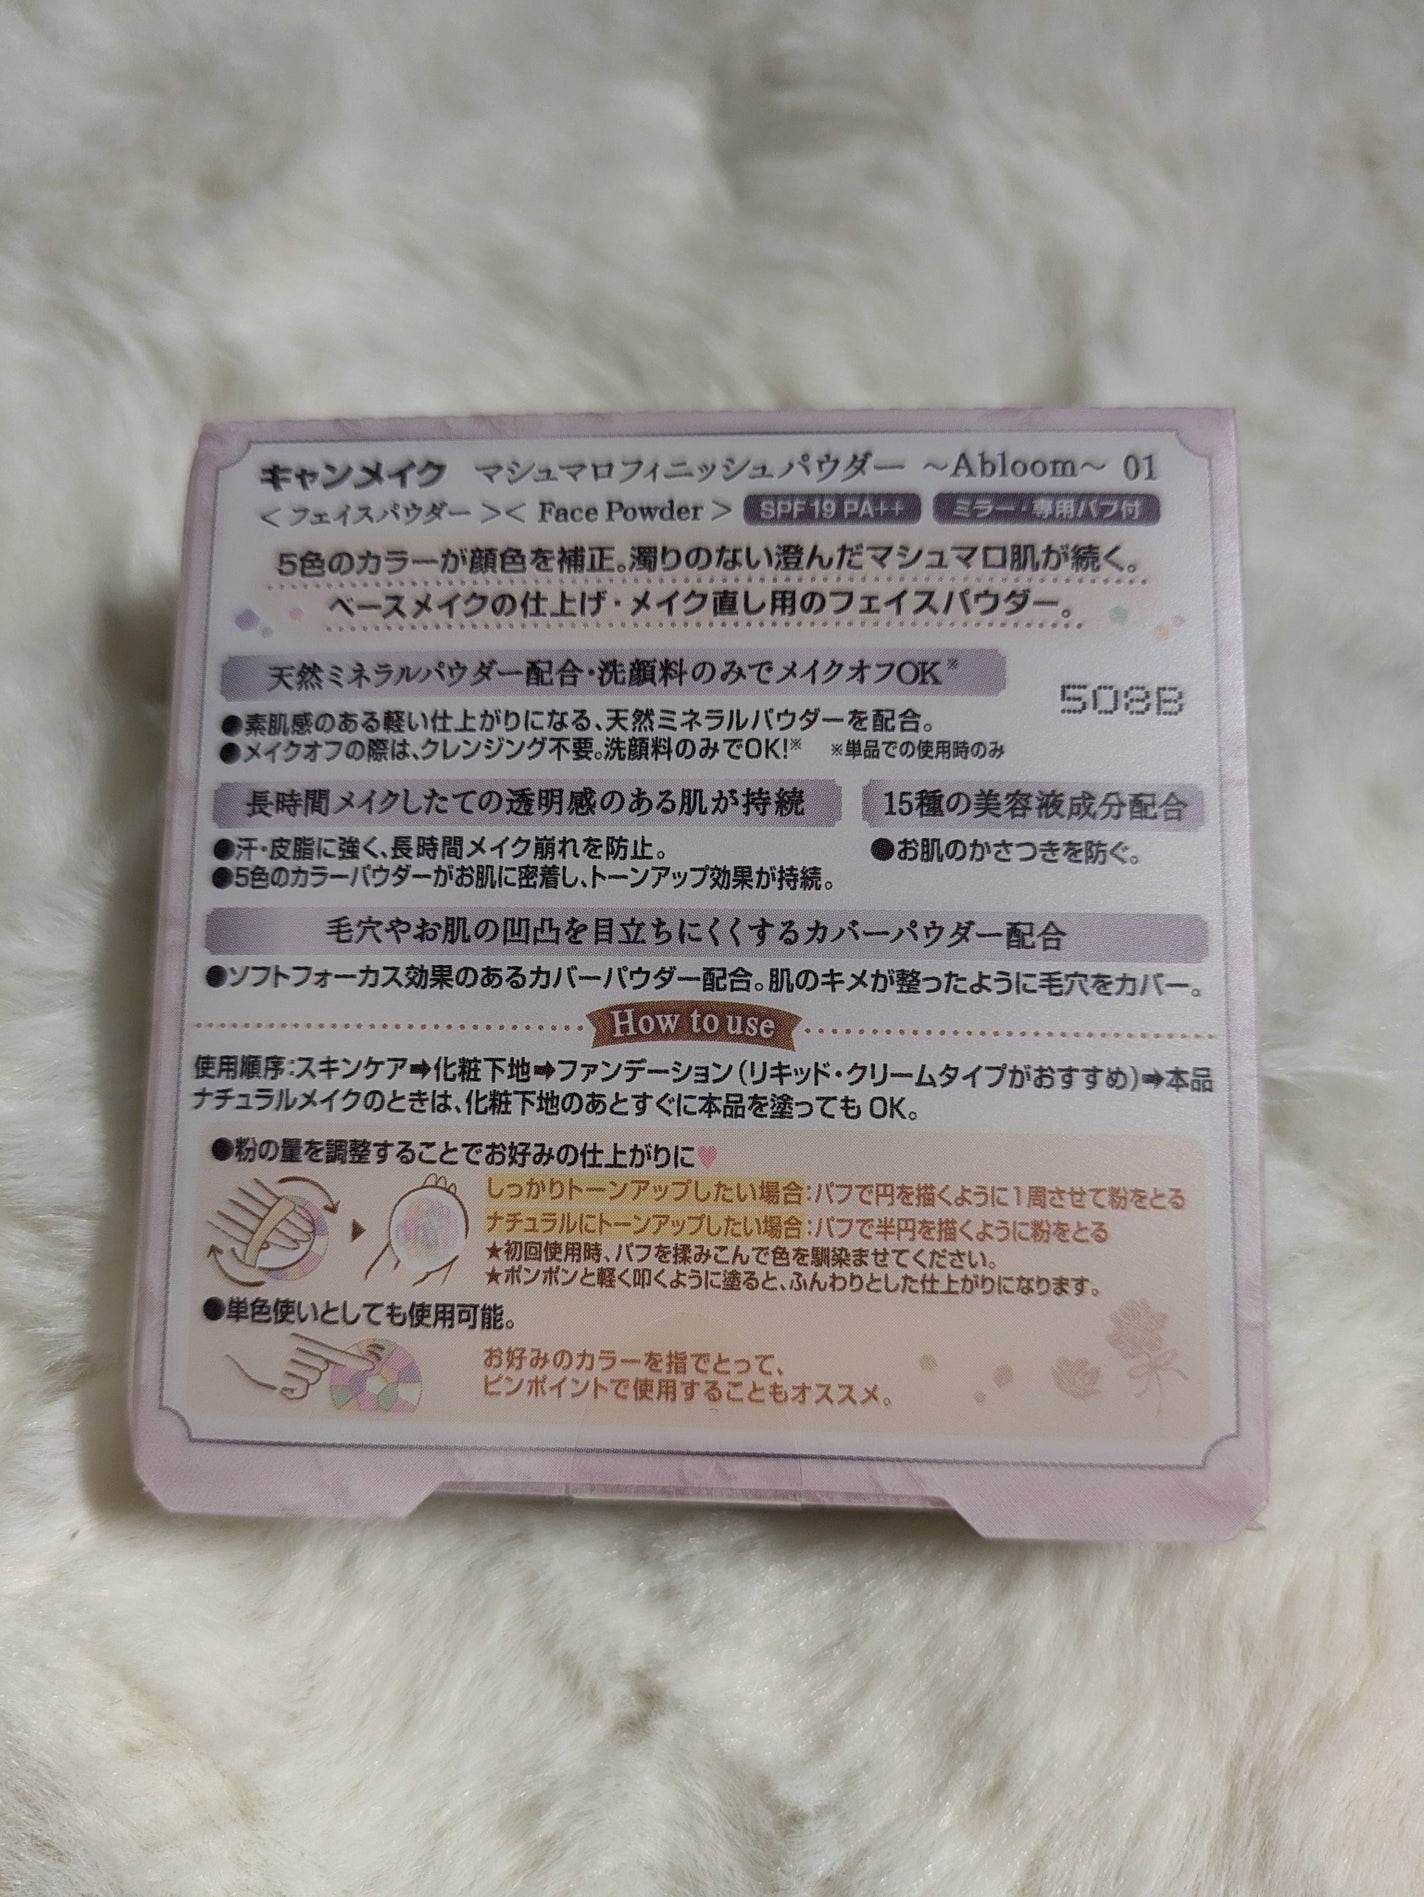 キャンメイク マシュマロフィニッシュパウダー ～Abloom～ 01
＜フェイスパウダー＞＜Face Powder＞ SPF19 PA++ ミラー・専用パフ付
5色のカラーが顔色を補正。濁りのない澄んだマシュマロ肌が続く。
ベースメイクの仕上げ・メイク直し用のフェイスパウダー。
天然ミネラルパウダー配合・洗顔料のみでメイクオフOK※
508B
●素肌感のある軽い仕上がりになる、天然ミネラルパウダーを配合。
●メイクオフの際は、クレンジング不要。洗顔料のみでOK!※ ※単品での使用時のみ
長時間メイクしたての透明感のある肌が持続
●汗・皮脂に強く、長時間メイク崩れを防止。
●5色のカラーパウダーがお肌に密着し、トーンアップ効果が持続。
15種の美容液成分配合
●お肌のかさつきを防ぐ。
毛穴やお肌の凹凸を目立ちにくくするカバーパウダー配合
●ソフトフォーカス効果のあるカバーパウダー配合。肌のキメが整ったように毛穴をカバー。
How to use
使用順序：スキンケア➡化粧下地➡ファンデーション（リキッド・クリームタイプがおすすめ）➡本品
ナチュラルメイクのときは、化粧下地のあとすぐに本品を塗ってもOK。
●粉の量を調整することでお好みの仕上がりに♥
しっかりトーンアップしたい場合：パフで円を描くように1周させて粉をとる
ナチュラルにトーンアップしたい場合：パフで半円を描くように粉をとる
★初回使用時、パフを揉みこんで色を馴染ませてください。
★ポンポンと軽く叩くように塗ると、ふんわりとした仕上がりになります。
●単色使いとしても使用可能。
お好みのカラーを指でとって、
ピンポイントで使用することもオススメ。